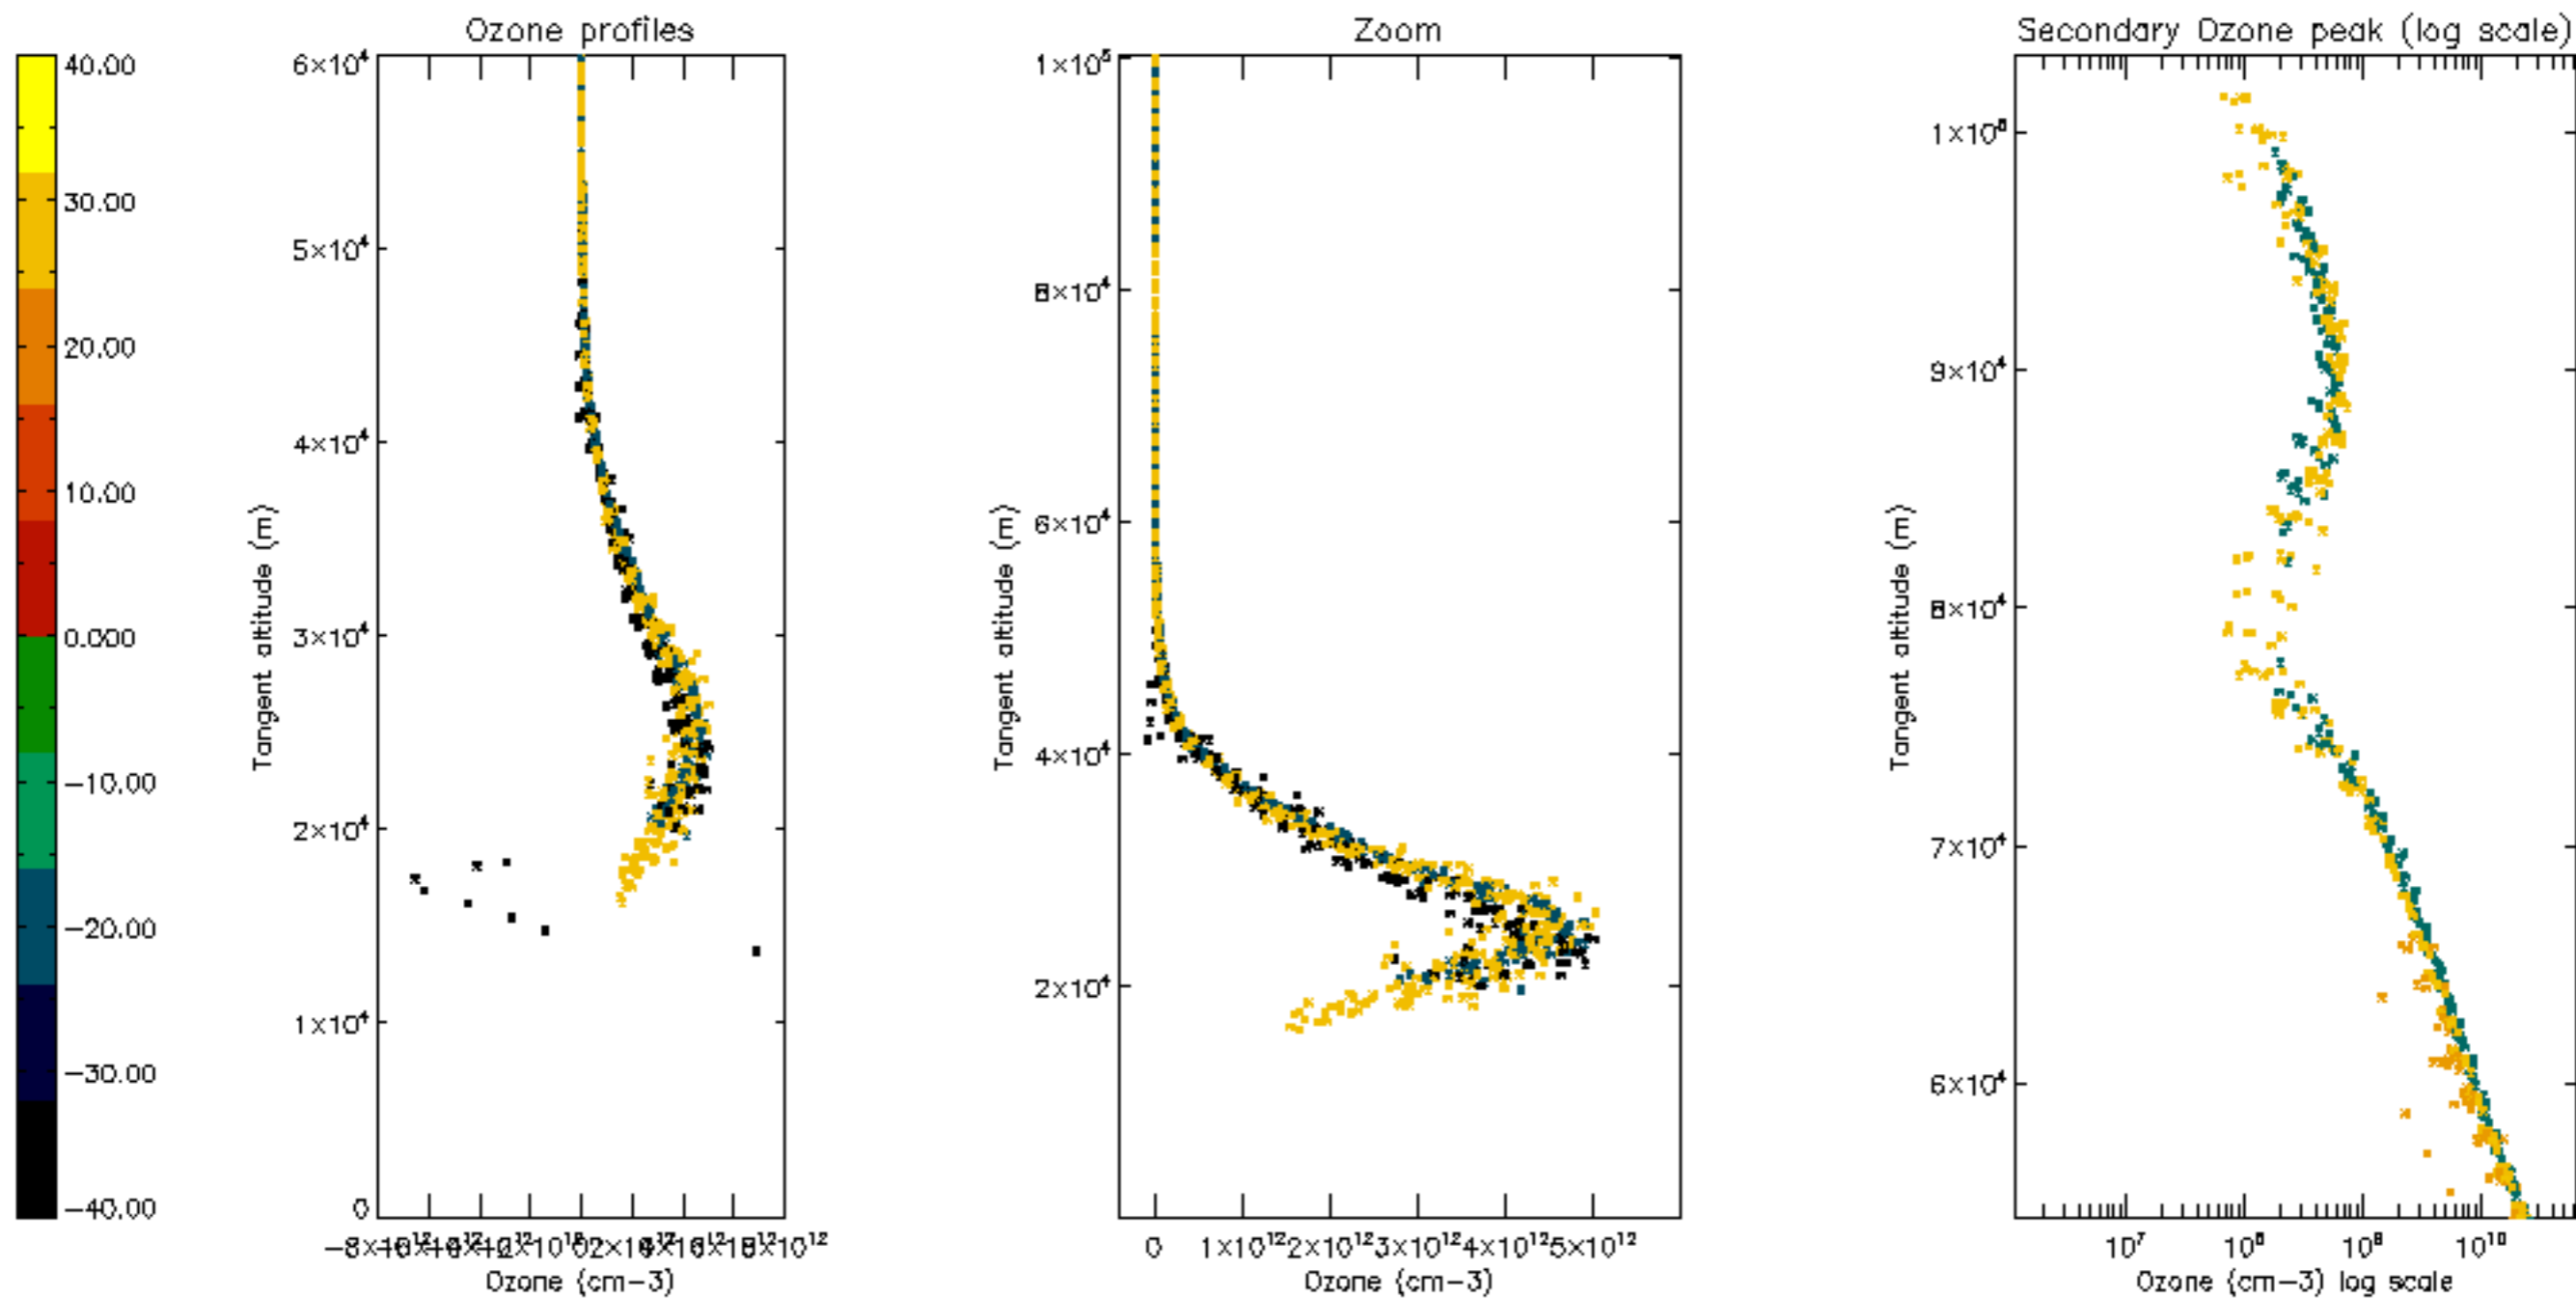 Ozone profiles
Zoom
Secondary Ozone peak (log scale)
40.00
30.00
20.00
10.00
−10.00
−20.00
−30.00
−40.00
Tangent altitude (m)
6×10⁴
5×10⁴
4×10⁴
3×10⁴
2×10⁴
1×10⁴
0
Ozone (cm−3)
Tangent altitude (m)
1×10⁵
8×10⁴
6×10⁴
4×10⁴
2×10⁴
0 1×10¹² 2×10¹² 3×10¹² 4×10¹² 5×10¹²
Ozone (cm−3)
Tangent altitude (m)
9×10⁴
8×10⁴
7×10⁴
6×10⁴
10⁷ 10⁸ 10⁹ 10¹⁰
Ozone (cm−3) log scale